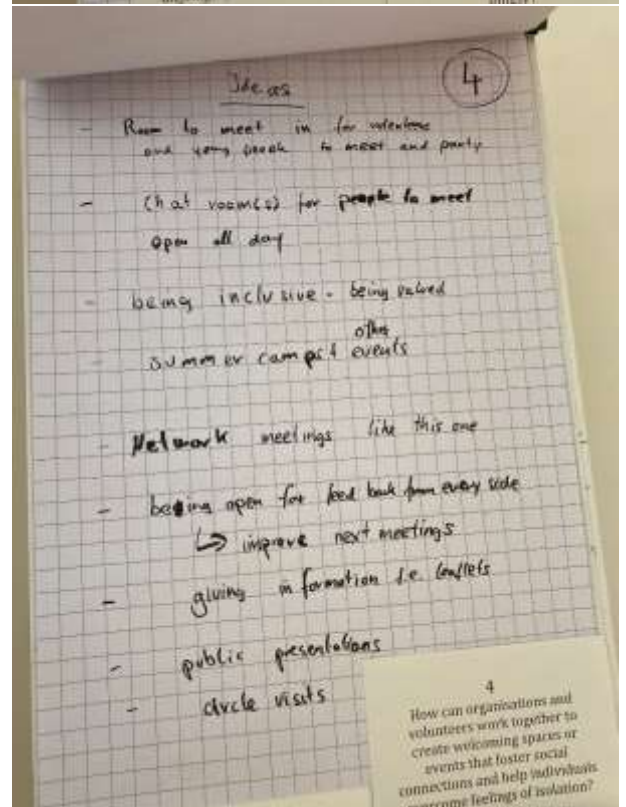 Ideas
4
- Room to meet in for volunteers
and young people to meet and party
- Chat room(s) for people to meet
open all day
- being inclusive - being valued
summer camps + other events
- Network meetings like this one
- being open for feed back from every side
↳ improve next meetings
- giving information i.e. leaflets
- public presentations
- circle visits
4
How can organisations and
volunteers work together to
create welcoming spaces or
events that foster social
connections and help individuals
overcome feelings of isolation?